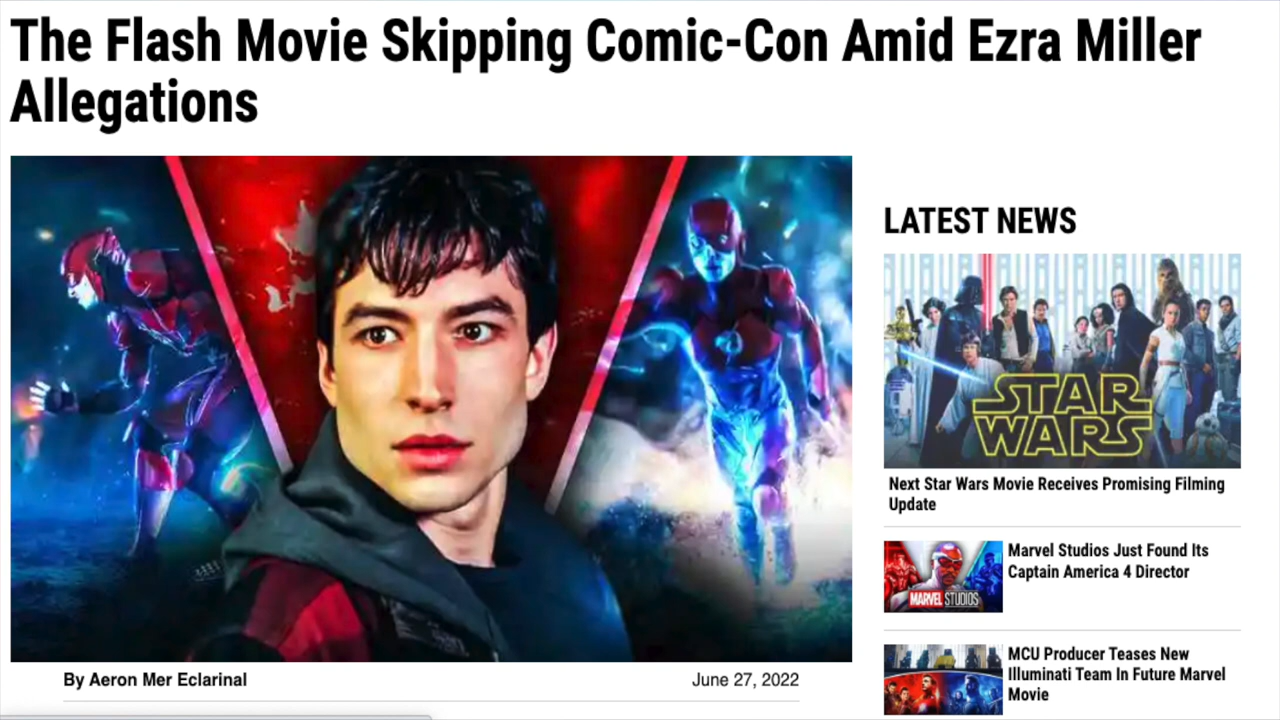 The Flash Movie Skipping Comic-Con Amid Ezra Miller
Allegations
By Aeron Mer Eclarinal
June 27, 2022
LATEST NEWS
STAR
WARS
Next Star Wars Movie Receives Promising Filming
Update
MARVEL STUDIOS
Marvel Studios Just Found Its
Captain America 4 Director
MCU Producer Teases New
Illuminati Team In Future Marvel
Movie